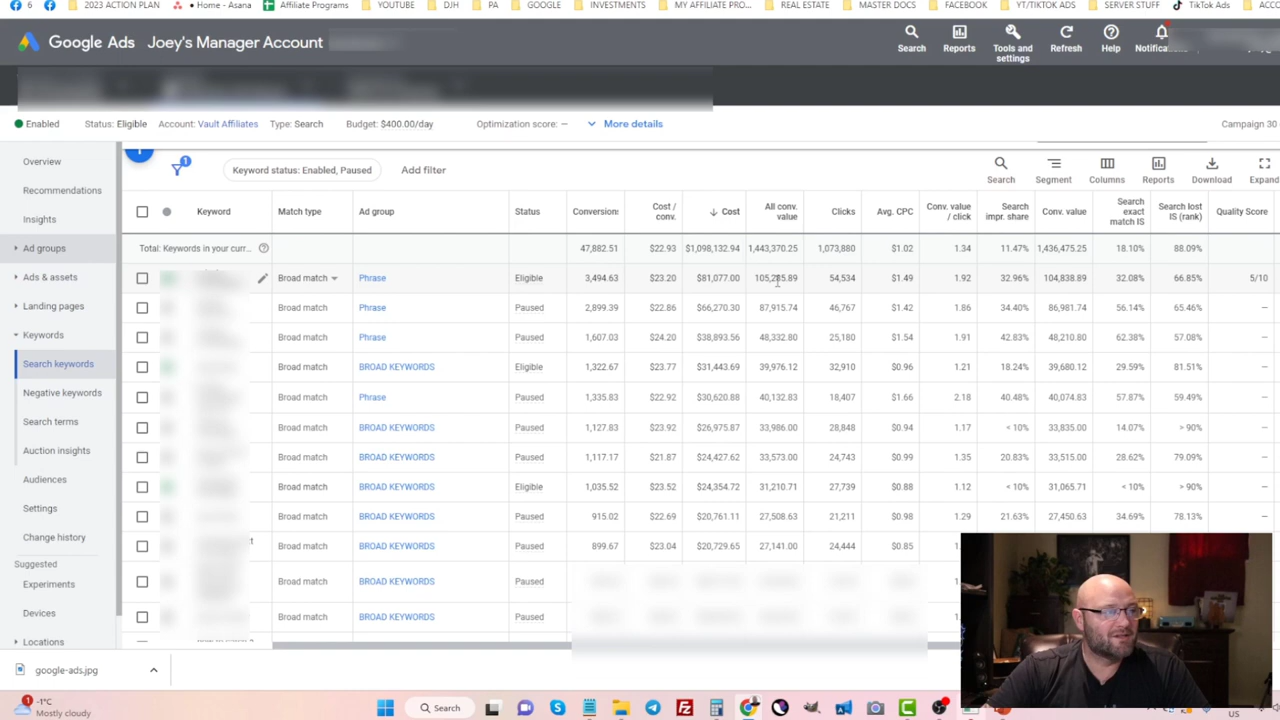 6 2023 ACTION PLAN • Home - Asana Affiliate Programs YOUTUBE DJH PA GOOGLE INVESTMENTS MY AFFILIATE PRO... REAL ESTATE MASTER DOCS FACEBOOK YT/TIKTOK ADS SERVER STUFF TikTok Ads
Google Ads Joey's Manager Account
Search Reports Tools and settings Refresh Help
Enabled Status: Eligible Account: Vault Affiliates Type: Search Budget: $400.00/day Optimization score: — More details Campaign 30
Overview
Recommendations
Insights
Ad groups
Ads & assets
Landing pages
Keywords
Search keywords
Negative keywords
Search terms
Auction insights
Audiences
Settings
Change history
Suggested
Experiments
Devices
Locations
1 Keyword status: Enabled, Paused Add filter Search Segment Columns Reports Download Expand
Keyword Match type Ad group Status Conversions Cost / conv. Cost All conv. value Clicks Avg. CPC Conv. value / click Search impr. share Conv. value Search exact match IS Search lost IS (rank) Quality Score
Total: Keywords in your curr... 47,882.51 $22.93 $1,098,132.94 1,443,370.25 1,073,880 $1.02 1.34 11.47% 1,436,475.25 18.10% 88.09%
Broad match Phrase Eligible 3,494.63 $23.20 $81,077.00 54,534 $1.49 1.92 32.96% 104,838.89 32.08% 66.85% 5/10
Broad match Phrase Paused 2,899.39 $22.86 $66,270.30 87,915.74 46,767 $1.42 1.86 34.40% 86,981.74 56.14% 65.46% —
Broad match Phrase Paused 1,607.03 $24.20 $38,893.56 48,332.80 25,180 $1.54 1.91 42.83% 48,210.80 62.38% 57.08% —
Broad match BROAD KEYWORDS Eligible 1,322.67 $23.77 $31,443.69 39,976.12 32,910 $0.96 1.21 18.24% 39,680.12 29.59% 81.51% —
Broad match Phrase Paused 1,335.83 $22.92 $30,620.88 40,132.83 18,407 $1.66 2.18 40.48% 40,074.83 57.87% 59.49% —
Broad match BROAD KEYWORDS Paused 1,127.83 $23.92 $26,975.87 33,986.00 28,848 $0.94 1.17 < 10% 33,835.00 14.07% > 90% —
Broad match BROAD KEYWORDS Paused 1,117.17 $21.87 $24,427.62 33,573.00 24,743 $0.99 1.35 20.83% 33,515.00 28.62% 79.09% —
Broad match BROAD KEYWORDS Eligible 1,035.52 $23.52 $24,354.72 31,210.71 27,739 $0.88 1.12 < 10% 31,065.71 < 10% > 90% —
Broad match BROAD KEYWORDS Paused 915.02 $22.69 $20,761.11 27,508.63 21,211 $0.98 1.29 21.63% 27,450.63 34.69% 78.13% —
Broad match BROAD KEYWORDS Paused 899.67 $23.04 $20,729.65 27,141.00 24,444 $0.85
Broad match BROAD KEYWORDS Paused
Broad match BROAD KEYWORDS Paused
google-ads.jpg
1 -1°C
Mostly cloudy
Search
US